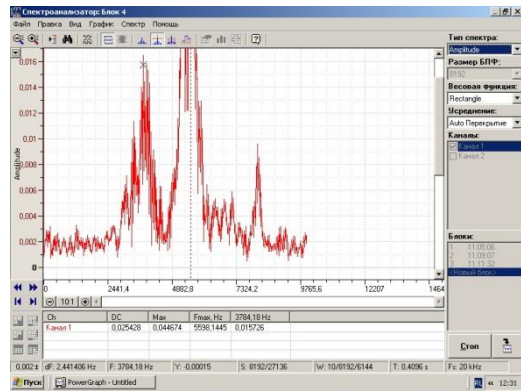 Спектроанализатор: Блок 4
Файл Правка Вид График Спектр Помощь
Тип спектра:
Amplitude
Размер БПФ:
8192
Весовая функция:
Rectangle
Усреднение:
Auto Перекрытие
Каналы:
Канал 1
Канал 2
Amplitude
0,016
0,014
0,012
0,01
0,008
0,006
0,004
0,002
0
0 2441,4 4882,8 7324,2 9765,6 12207 1464
Блоки:
1 11:05:06
2 11:09:07
3 11:11:32
<Новый блок>
10:1
Ch DC Max Fmax, Hz 3784,18 Hz
Канал 1 0,025428 0,044674 5598,1445 0,015726
Стоп
0,002 ± dF: 2,441406 Hz F: 3784,18 Hz Y: -0,00015 S: 8192/27136 W: 10/8192/6144 T: 0,4096 s Fs: 20 kHz
Пуск PowerGraph - Untitled RU « 12:31